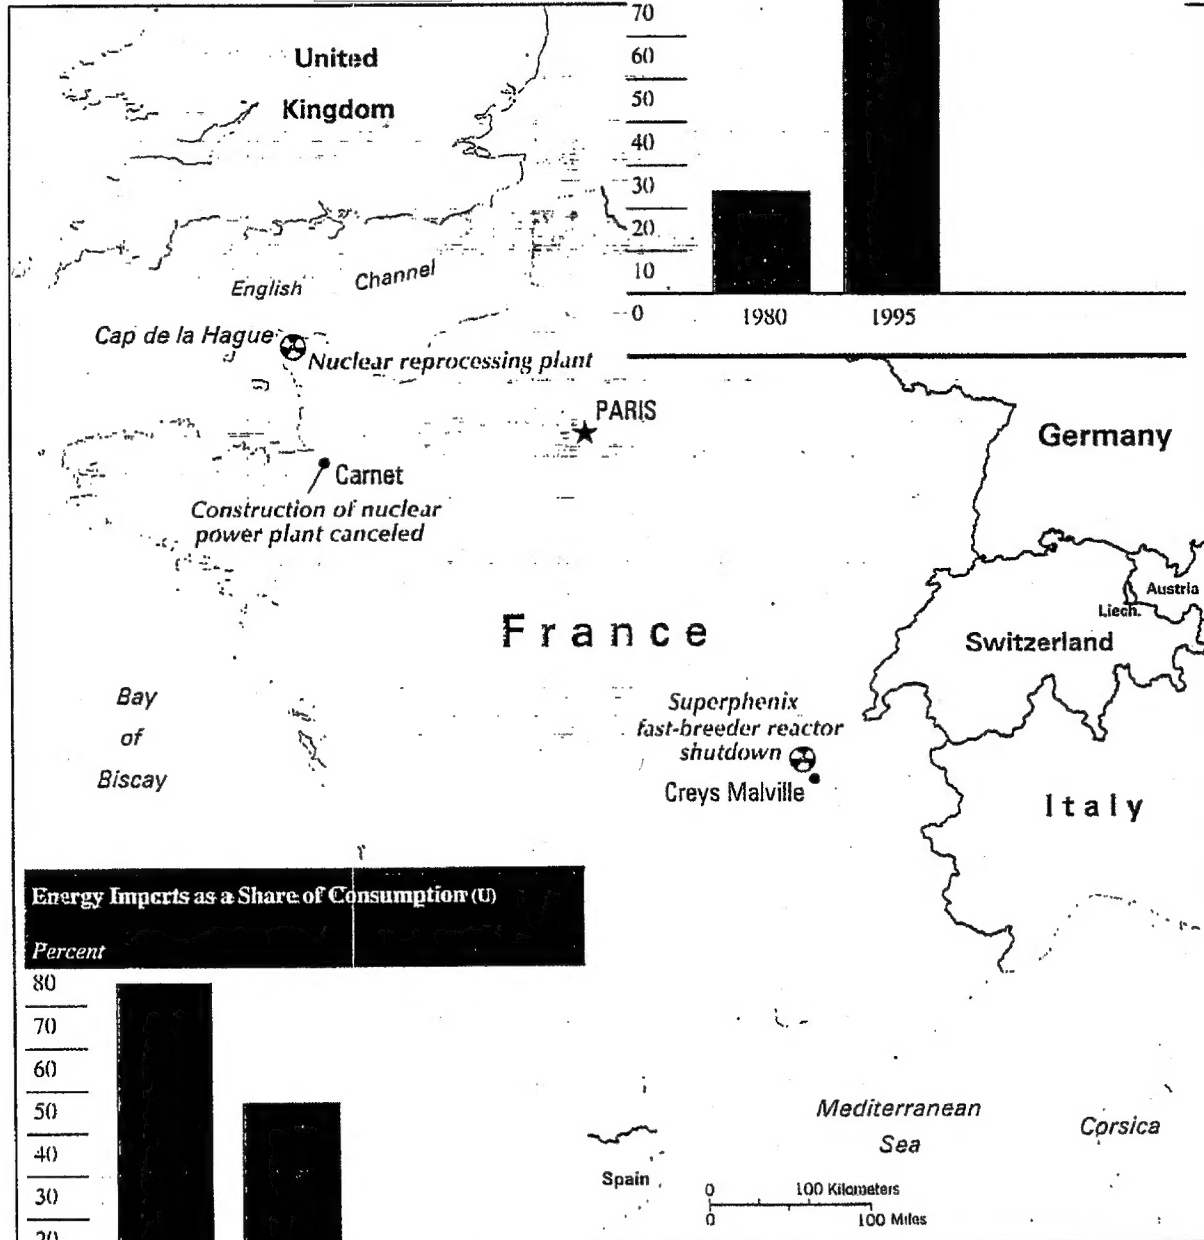 70
60
50
40
30
20
10
0
1980
1995
United
Kingdom
English Channel
Cap de la Hague
Nuclear reprocessing plant
PARIS
Germany
Carnet
Construction of nuclear
power plant canceled
Austria
Liech.
France
Switzerland
Bay
of
Biscay
Superphenix
fast-breeder reactor
shutdown
Creys Malville
Italy
Energy Imports as a Share of Consumption (U)
Percent
80
70
60
50
40
30
20
Mediterranean
Sea
Corsica
Spain
0 100 Kilometers
0 100 Miles